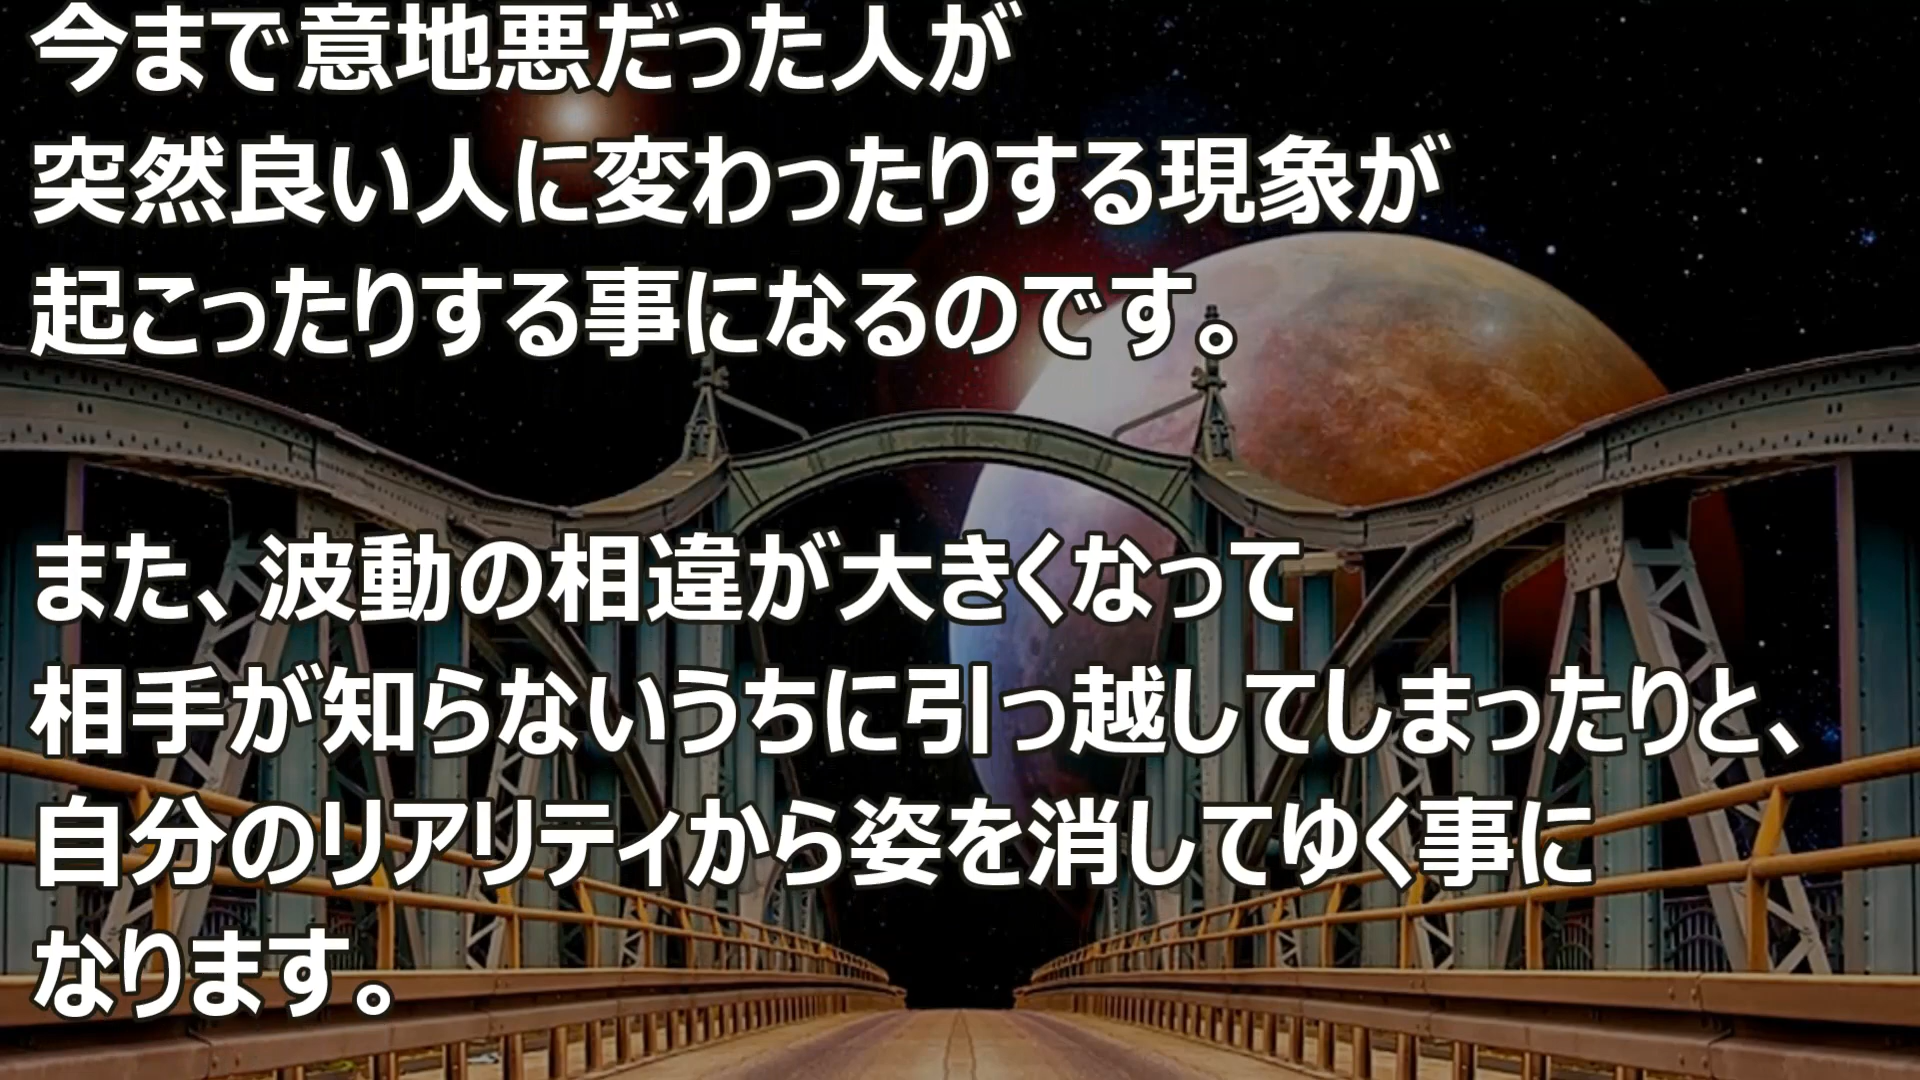 今まで意地悪だった人が
突然良い人に変わったりする現象が
起こったりする事になるのです。
また、波動の相違が大きくなって
相手が知らないうちに引っ越してしまったりと、
自分のリアリティから姿を消してゆく事に
なります。